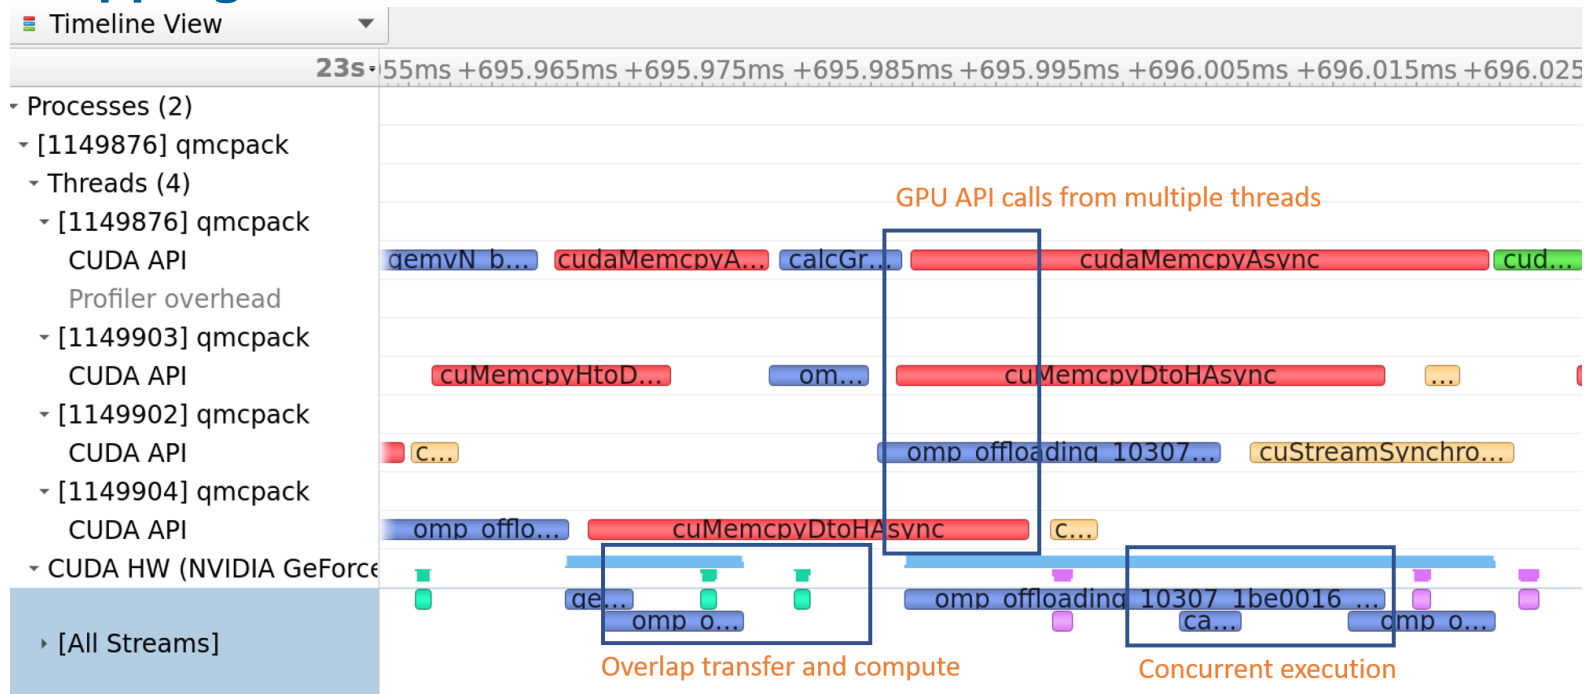 Timeline View
23s 55ms +695.965ms +695.975ms +695.985ms +695.995ms +696.005ms +696.015ms +696.025
Processes (2)
[1149876] qmcpack
Threads (4)
GPU API calls from multiple threads
[1149876] qmcpack
CUDA API gemvN_b... cudaMemcpyA... calcGr... cudaMemcpyAsync cud...
Profiler overhead
[1149903] qmcpack
CUDA API cuMemcpyHtoD... om... cuMemcpyDtoHAsync ...
[1149902] qmcpack
CUDA API c... omp_offloading_10307... cuStreamSynchro...
[1149904] qmcpack
CUDA API omp_offlo... cuMemcpyDtoHAsync c...
CUDA HW (NVIDIA GeForce
ge... omp_offloading_10307_1be0016_...
omp_o... ca... omp_o...
[All Streams]
Overlap transfer and compute
Concurrent execution